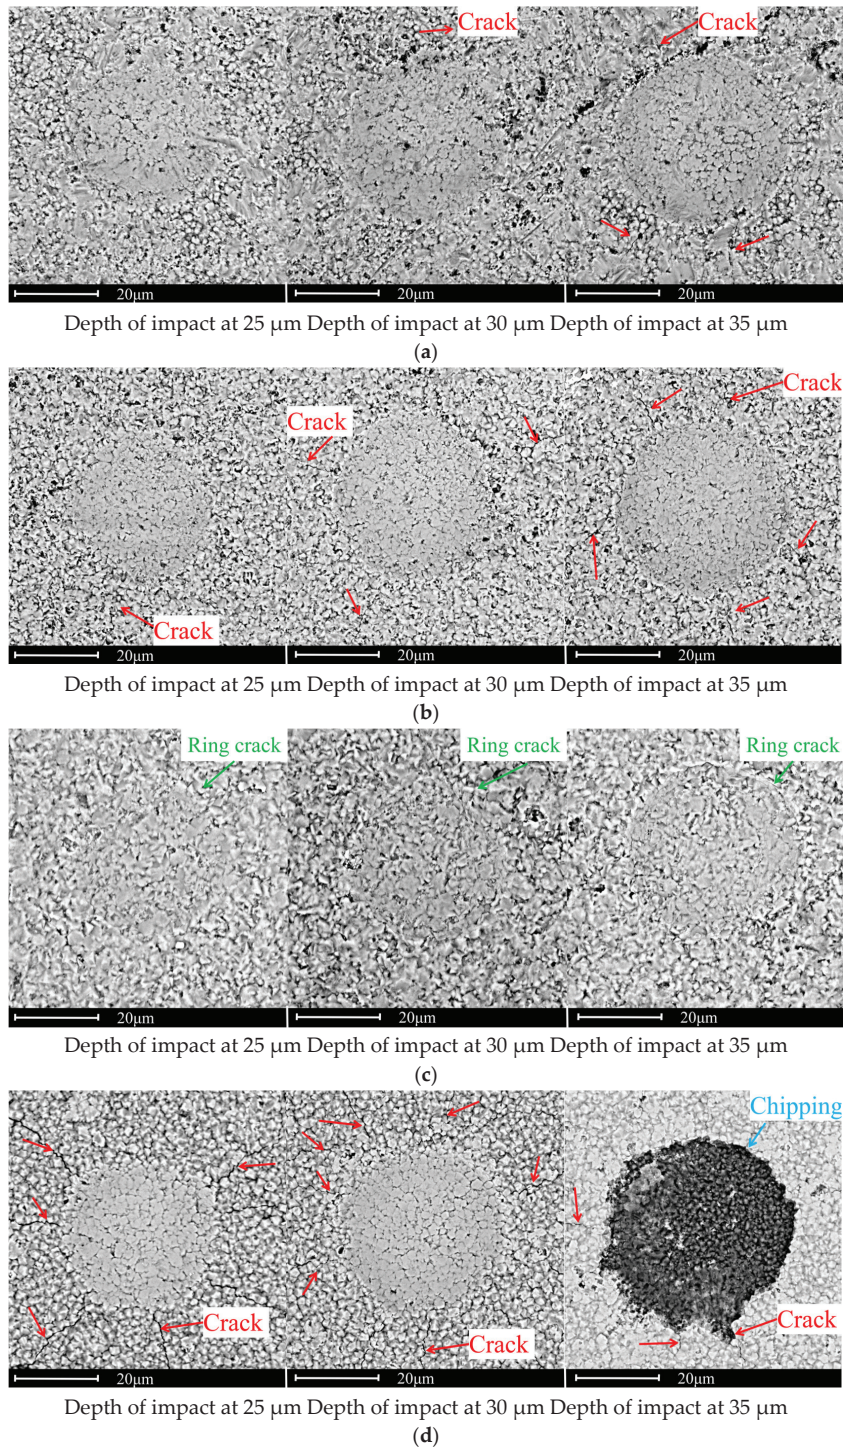 Crack
Crack
20μm 20μm 20μm
Depth of impact at 25 μm Depth of impact at 30 μm Depth of impact at 35 μm
(a)
Crack
Crack
Crack
20μm 20μm 20μm
Depth of impact at 25 μm Depth of impact at 30 μm Depth of impact at 35 μm
(b)
Ring crack
Ring crack
Ring crack
20μm 20μm 20μm
Depth of impact at 25 μm Depth of impact at 30 μm Depth of impact at 35 μm
(c)
Chipping
Crack
Crack
Crack
20μm 20μm 20μm
Depth of impact at 25 μm Depth of impact at 30 μm Depth of impact at 35 μm
(d)